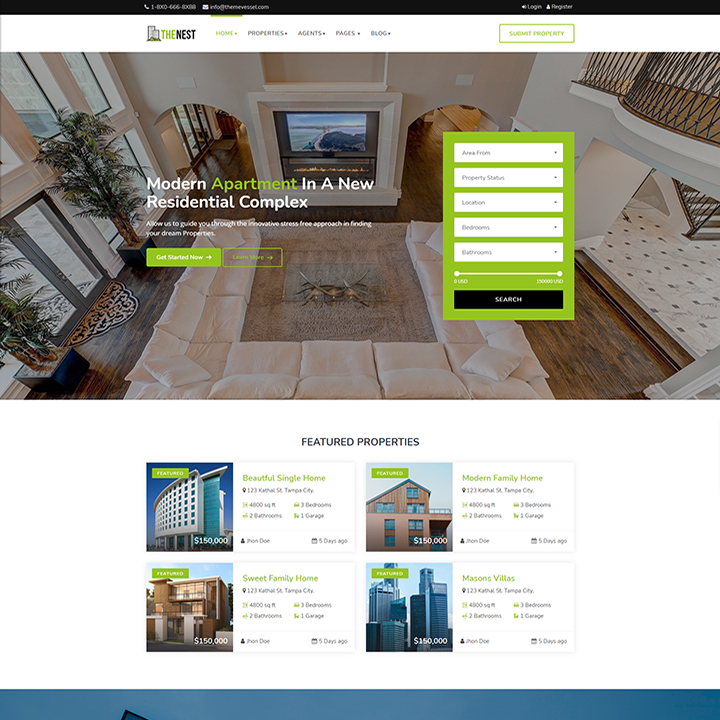 1-8X0-666-8X88 info@themevessel.com Login Register
THENEST HOME PROPERTIES AGENTS PAGES BLOG SUBMIT PROPERTY
Modern Apartment In A New
Residential Complex
Allow us to guide you through the innovative stress free approach in finding
your dream Properties.
Get Started Now Learn More
Area From
Property Status
Location
Bedrooms
Bathrooms
0 USD 150000 USD
SEARCH
FEATURED PROPERTIES
FEATURED
Beautful Single Home
123 Kathal St. Tampa City,
4800 sq ft 3 Bedrooms
2 Bathrooms 1 Garage
$150,000
Jhon Doe 5 Days ago
FEATURED
Modern Family Home
123 Kathal St. Tampa City,
4800 sq ft 3 Bedrooms
2 Bathrooms 1 Garage
$150,000
Jhon Doe 5 Days ago
FEATURED
Sweet Family Home
123 Kathal St. Tampa City,
4800 sq ft 3 Bedrooms
2 Bathrooms 1 Garage
$150,000
Jhon Doe 5 Days ago
FEATURED
Masons Villas
123 Kathal St. Tampa City,
4800 sq ft 3 Bedrooms
2 Bathrooms 1 Garage
$150,000
Jhon Doe 5 Days ago